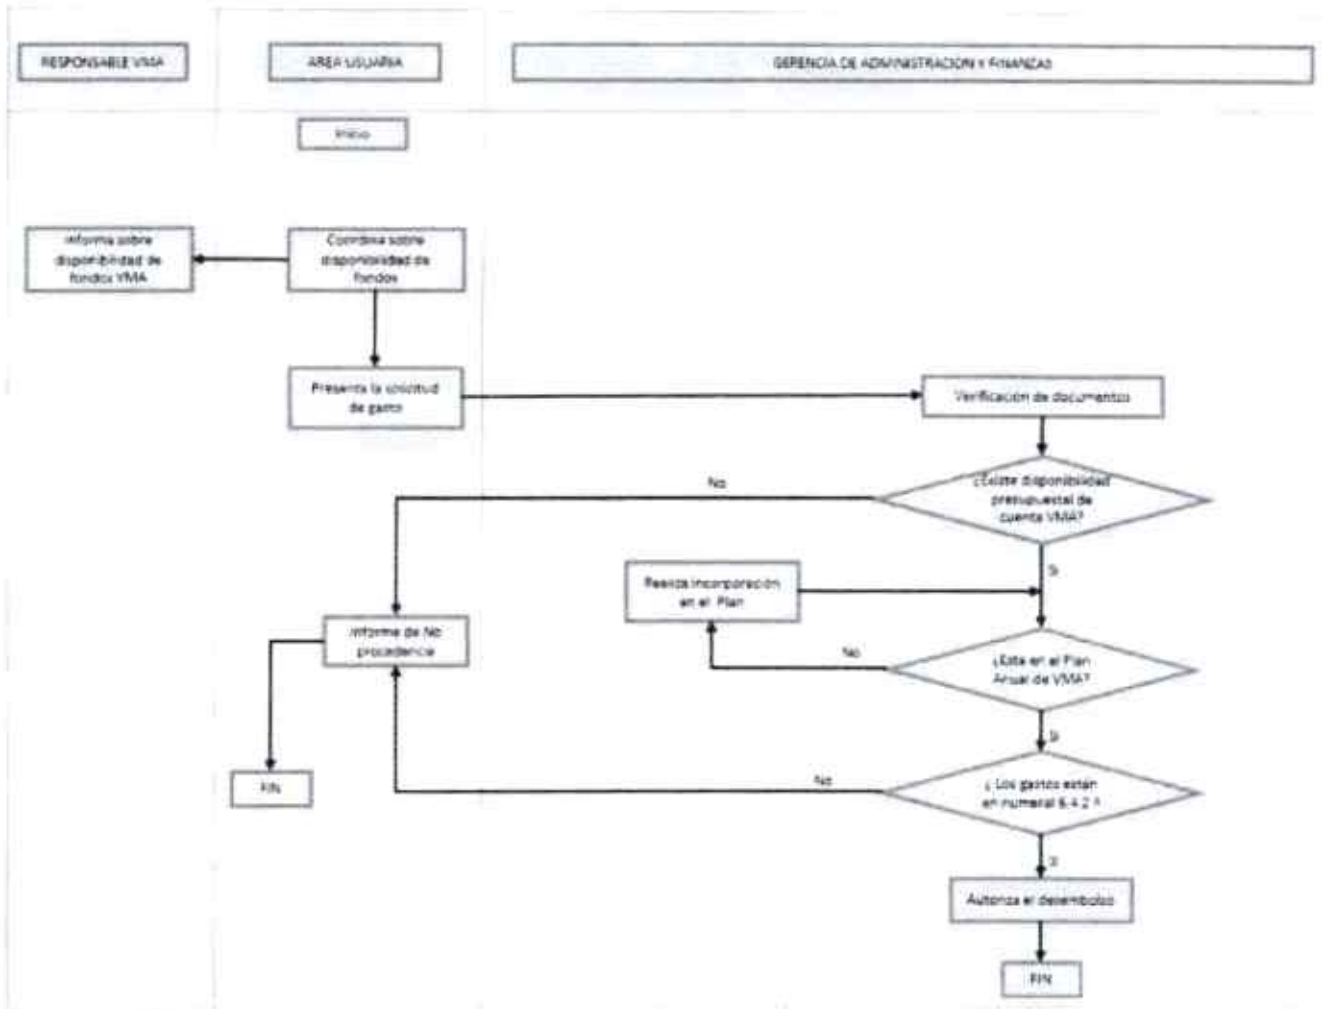 RESPONSABLE VMA
AREA USUARIA
GERENCIA DE ADMINISTRACION Y FINANZAS
Inicio
Informa sobre
disponibilidad de
fondos VMA
Coordina sobre
disponibilidad de
fondos
Presenta la solicitud
de gasto
Verificación de documentos
No
¿Existe disponibilidad
presupuestal de
cuenta VMA?
Si
Realiza incorporación
en el Plan
Informe de No
procedencia
No
¿Esta en el Plan
Anual de VMA?
Si
FIN
No
¿ Los gastos están
en numeral 6.4.2 ?
Si
Autoriza el desembolso
FIN